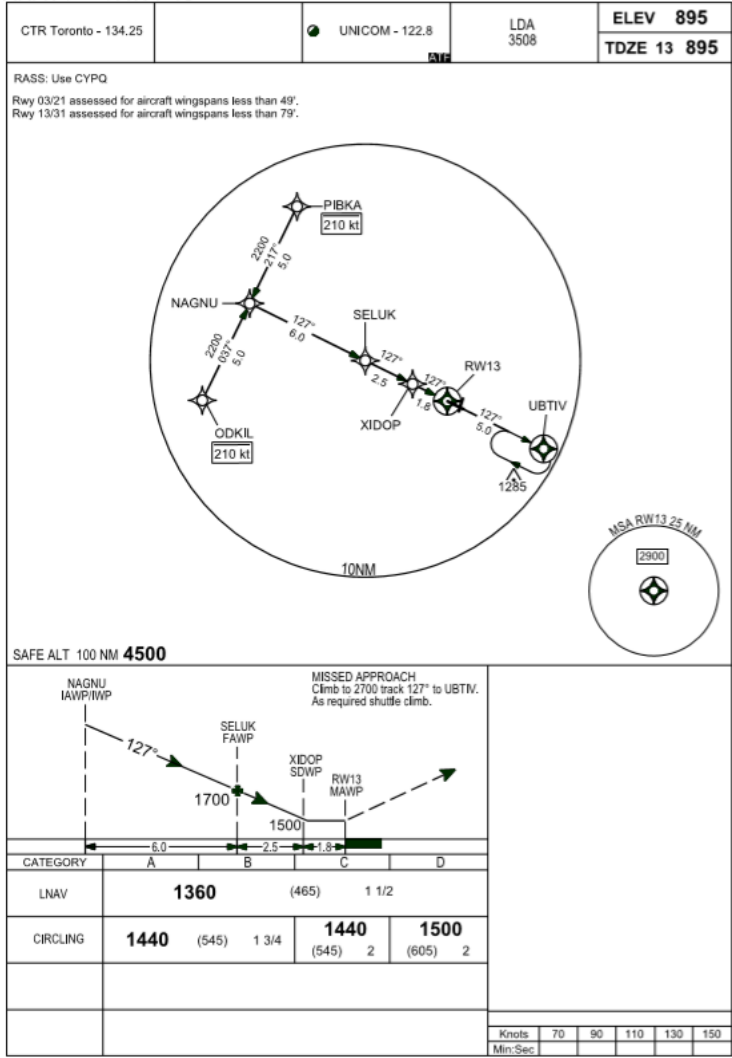 CTR Toronto - 134.25
UNICOM - 122.8
ATF
LDA
3508
ELEV 895
TDZE 13 895
RASS: Use CYPQ
Rwy 03/21 assessed for aircraft wingspans less than 49'.
Rwy 13/31 assessed for aircraft wingspans less than 79'.
PIBKA
210 kt
2200
217°
5.0
NAGNU
127°
6.0
SELUK
2200
037°
5.0
127°
2.5
127°
1.8
RW13
XIDOP
127°
5.0
UBTIV
ODKIL
210 kt
1285
10NM
MSA RW13 25 NM
2900
SAFE ALT 100 NM 4500
NAGNU
IAWP/IWP
MISSED APPROACH
Climb to 2700 track 127° to UBTIV.
As required shuttle climb.
127°
SELUK
FAWP
XIDOP
SDWP
RW13
MAWP
1700
1500
6.0 2.5 1.8
CATEGORY A B C D
LNAV 1360 (465) 1 1/2
CIRCLING 1440 (545) 1 3/4 1440 (545) 2 1500 (605) 2
Knots 70 90 110 130 150
Min:Sec